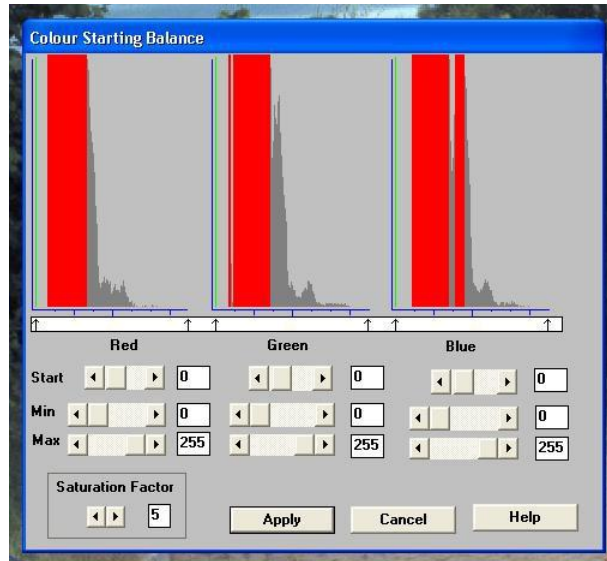 Colour Starting Balance
Red Green Blue
Start 0 0 0
Min 0 0 0
Max 255 255 255
Saturation Factor
5 Apply Cancel Help